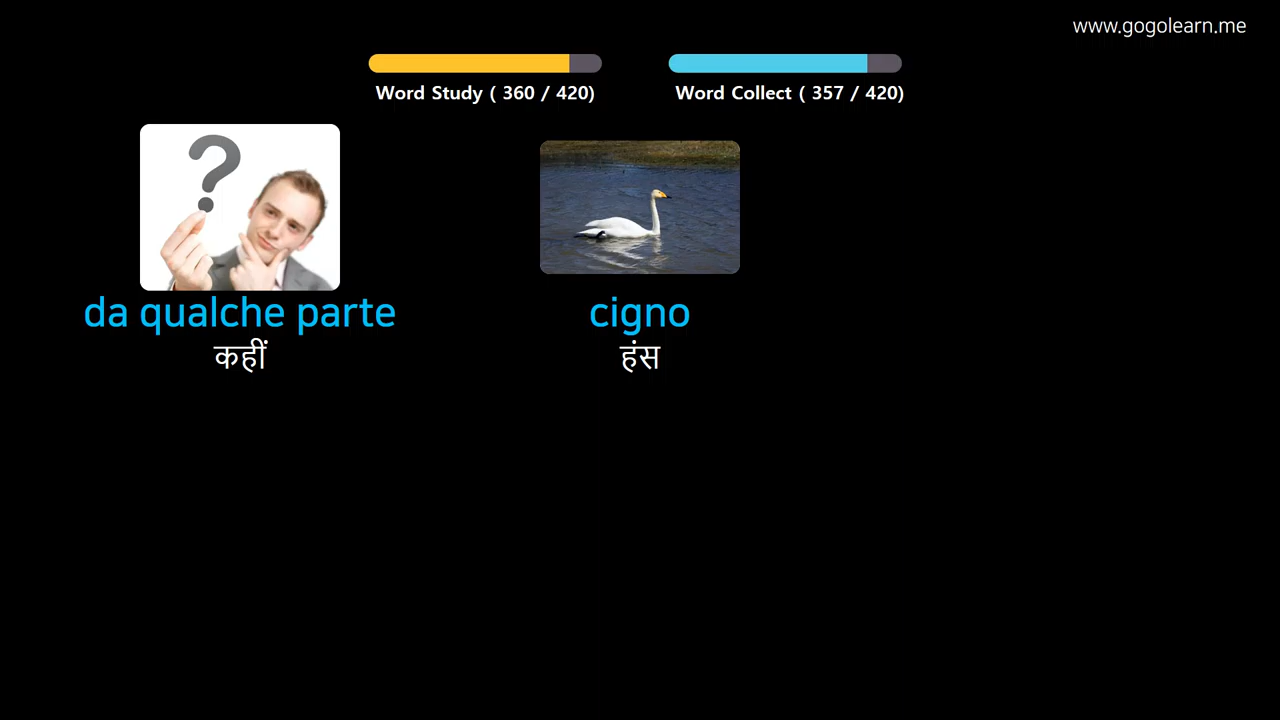 www.gogolearn.me
Word Study ( 360 / 420)
Word Collect ( 357 / 420)
da qualche parte
कहीं
cigno
हंस